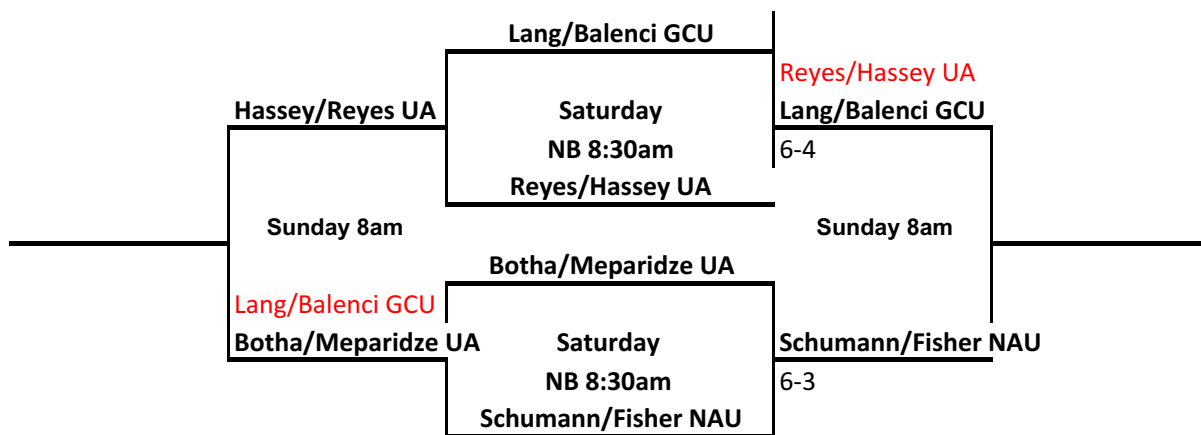 Lang/Balenci GCU
Reyes/Hassey UA
Hassey/Reyes UA Saturday Lang/Balenci GCU
NB 8:30am 6-4
Reyes/Hassey UA
Sunday 8am Sunday 8am
Botha/Meparidze UA
Lang/Balenci GCU
Botha/Meparidze UA Saturday Schumann/Fisher NAU
NB 8:30am 6-3
Schumann/Fisher NAU